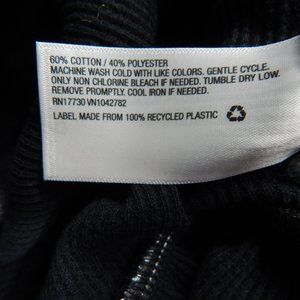 60% COTTON / 40% POLYESTER
MACHINE WASH COLD WITH LIKE COLORS. GENTLE CYCLE.
ONLY NON CHLORINE BLEACH IF NEEDED. TUMBLE DRY LOW.
REMOVE PROMPTLY. COOL IRON IF NEEDED.
RN17730 VN1042782
LABEL MADE FROM 100% RECYCLED PLASTIC